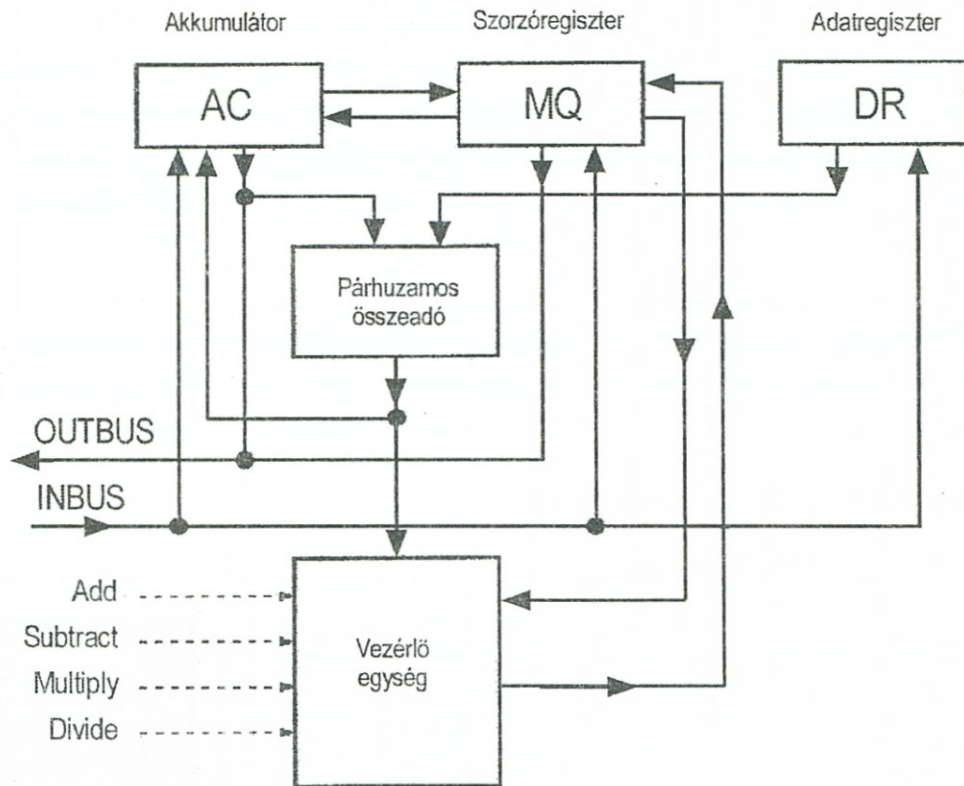 Akkumulátor
Szorzóregiszter
Adatregiszter
AC
MQ
DR
Párhuzamos
összeadó
OUTBUS
INBUS
Add
Subtract
Multiply
Divide
Vezérlő
egység